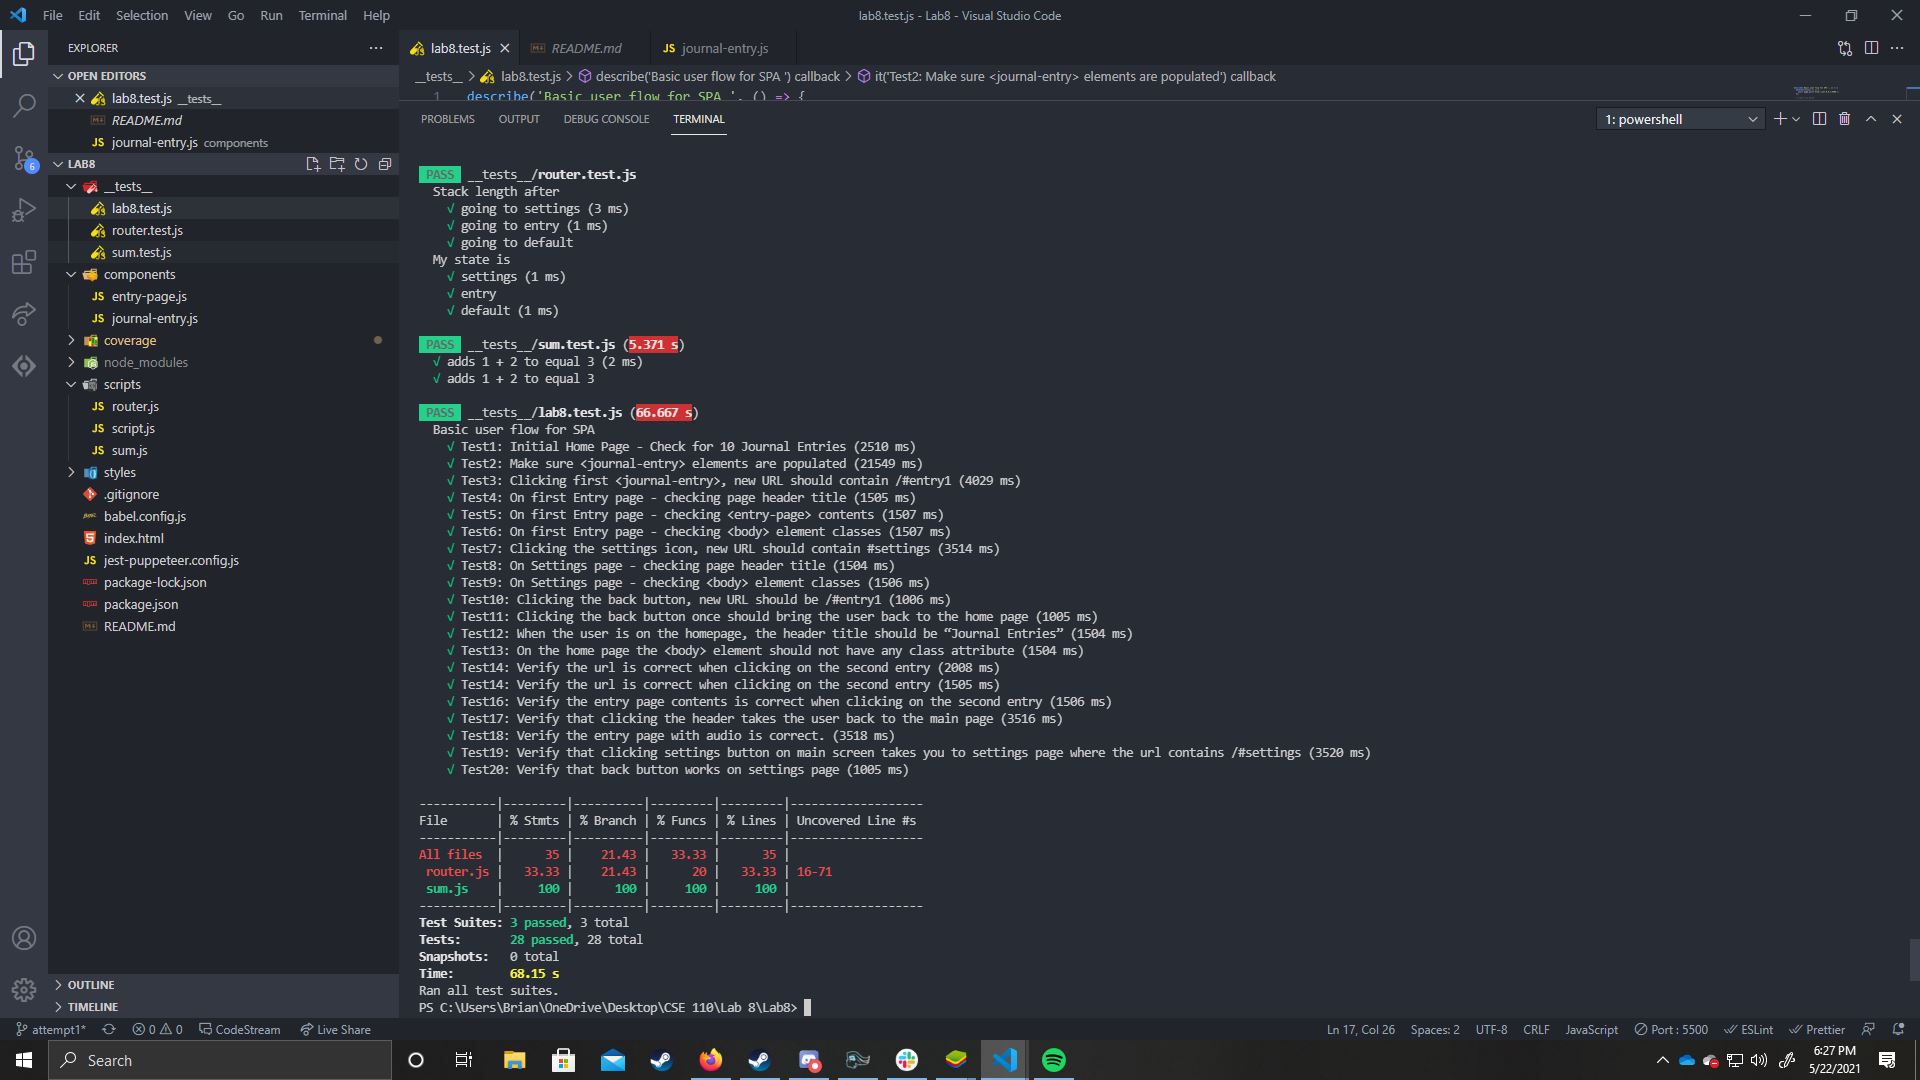 File Edit Selection View Go Run Terminal Help
lab8.test.js - Lab8 - Visual Studio Code
EXPLORER
OPEN EDITORS
lab8.test.js __tests__
README.md
journal-entry.js components
LAB8
__tests__
lab8.test.js
router.test.js
sum.test.js
components
entry-page.js
journal-entry.js
coverage
node_modules
scripts
router.js
script.js
sum.js
styles
.gitignore
babel.config.js
index.html
jest-puppeteer.config.js
package-lock.json
package.json
README.md
OUTLINE
TIMELINE
lab8.test.js README.md journal-entry.js
__tests__ > lab8.test.js > describe('Basic user flow for SPA ') callback > it('Test2: Make sure <journal-entry> elements are populated') callback
1 describe('Basic user flow for SPA ', () => {
PROBLEMS OUTPUT DEBUG CONSOLE TERMINAL
1: powershell
PASS __tests__/router.test.js
Stack length after
√ going to settings (3 ms)
√ going to entry (1 ms)
√ going to default
My state is
√ settings (1 ms)
√ entry
√ default (1 ms)
PASS __tests__/sum.test.js (5.371 s)
√ adds 1 + 2 to equal 3 (2 ms)
√ adds 1 + 2 to equal 3
PASS __tests__/lab8.test.js (66.667 s)
Basic user flow for SPA
√ Test1: Initial Home Page - Check for 10 Journal Entries (2510 ms)
√ Test2: Make sure <journal-entry> elements are populated (21549 ms)
√ Test3: Clicking first <journal-entry>, new URL should contain /#entry1 (4029 ms)
√ Test4: On first Entry page - checking page header title (1505 ms)
√ Test5: On first Entry page - checking <entry-page> contents (1507 ms)
√ Test6: On first Entry page - checking <body> element classes (1507 ms)
√ Test7: Clicking the settings icon, new URL should contain #settings (3514 ms)
√ Test8: On Settings page - checking page header title (1504 ms)
√ Test9: On Settings page - checking <body> element classes (1506 ms)
√ Test10: Clicking the back button, new URL should be /#entry1 (1006 ms)
√ Test11: Clicking the back button once should bring the user back to the home page (1005 ms)
√ Test12: When the user is on the homepage, the header title should be “Journal Entries” (1504 ms)
√ Test13: On the home page the <body> element should not have any class attribute (1504 ms)
√ Test14: Verify the url is correct when clicking on the second entry (2008 ms)
√ Test14: Verify the url is correct when clicking on the second entry (1505 ms)
√ Test16: Verify the entry page contents is correct when clicking on the second entry (1506 ms)
√ Test17: Verify that clicking the header takes the user back to the main page (3516 ms)
√ Test18: Verify the entry page with audio is correct. (3518 ms)
√ Test19: Verify that clicking settings button on main screen takes you to settings page where the url contains /#settings (3520 ms)
√ Test20: Verify that back button works on settings page (1005 ms)
-----------|---------|----------|---------|---------|-------------------
File | % Stmts | % Branch | % Funcs | % Lines | Uncovered Line #s
-----------|---------|----------|---------|---------|-------------------
All files | 35 | 21.43 | 33.33 | 35 |
router.js | 33.33 | 21.43 | 20 | 33.33 | 16-71
sum.js | 100 | 100 | 100 | 100 |
-----------|---------|----------|---------|---------|-------------------
Test Suites: 3 passed, 3 total
Tests: 28 passed, 28 total
Snapshots: 0 total
Time: 68.15 s
Ran all test suites.
PS C:\Users\Brian\OneDrive\Desktop\CSE 110\Lab 8\Lab8>
attempt1* 0 0 CodeStream Live Share Ln 17, Col 26 Spaces: 2 UTF-8 CRLF JavaScript Port : 5500 ESLint Prettier
Search
6:27 PM
5/22/2021